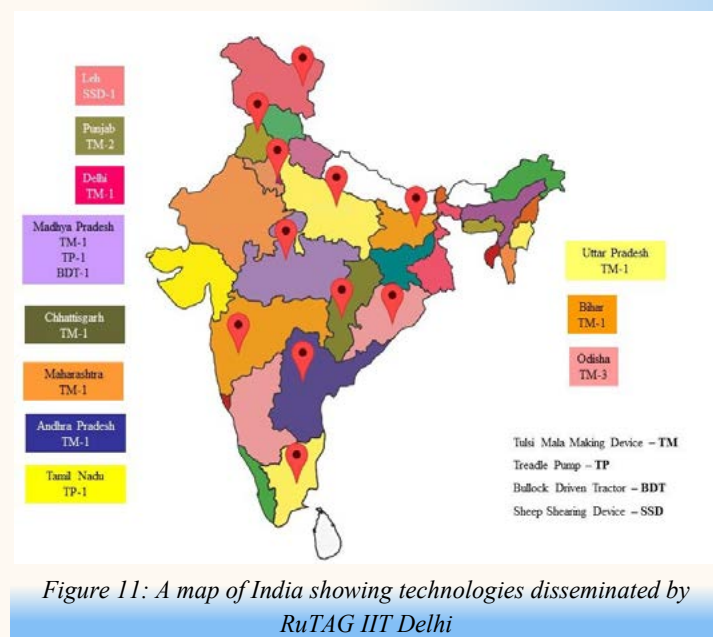 Leh
SSD-1
Punjab
TM-2
Delhi
TM-1
Madhya Pradesh
TM-1
TP-1
BDT-1
Chhattisgarh
TM-1
Maharashtra
TM-1
Andhra Pradesh
TM-1
Tamil Nadu
TP-1
Uttar Pradesh
TM-1
Bihar
TM-1
Odisha
TM-3
Tulsi Mala Making Device – TM
Treadle Pump – TP
Bullock Driven Tractor – BDT
Sheep Shearing Device – SSD
Figure 11: A map of India showing technologies disseminated by
RuTAG IIT Delhi